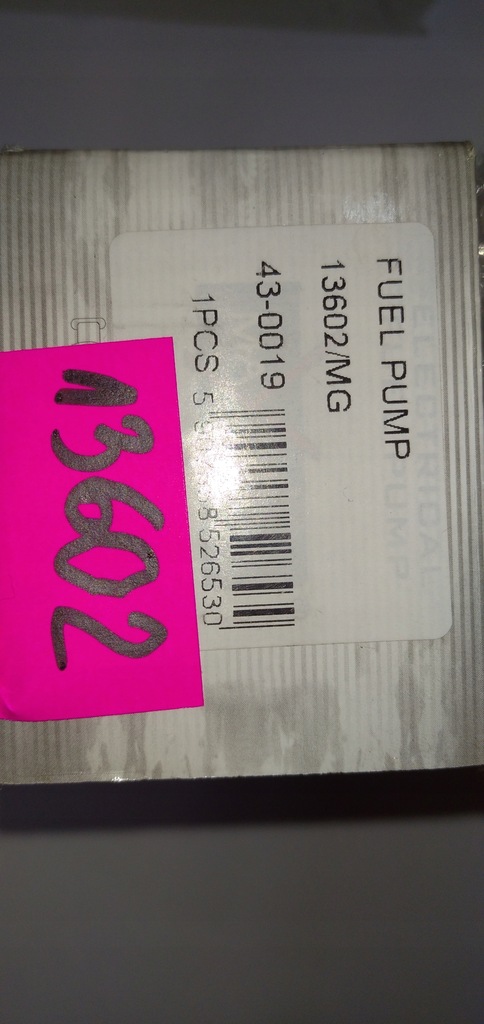 FUEL PUMP
13602/MG
43-0019
1PCS
13602